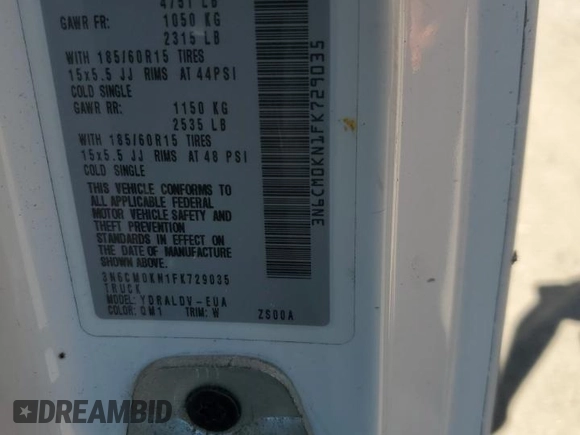 4751 LB
GAWR FR: 1050 KG
2315 LB
WITH 185/60R15 TIRES
15x5.5 JJ RIMS AT 44PSI
COLD SINGLE
GAWR RR: 1150 KG
2535 LB
WITH 185/60R15 TIRES
15x5.5 JJ RIMS AT 48 PSI
COLD SINGLE
THIS VEHICLE CONFORMS TO
ALL APPLICABLE FEDERAL
MOTOR VEHICLE SAFETY AND
THEFT PREVENTION
STANDARDS IN EFFECT ON
THE DATE OF MANUFACTURE
SHOWN ABOVE.
3N6CM0KN1FK729035
TRUCK
MODEL: YDRALDV-EUA
COLOR: QM1 TRIM: W ZS00A
3N6CM0KN1FK729035
DREAMBID